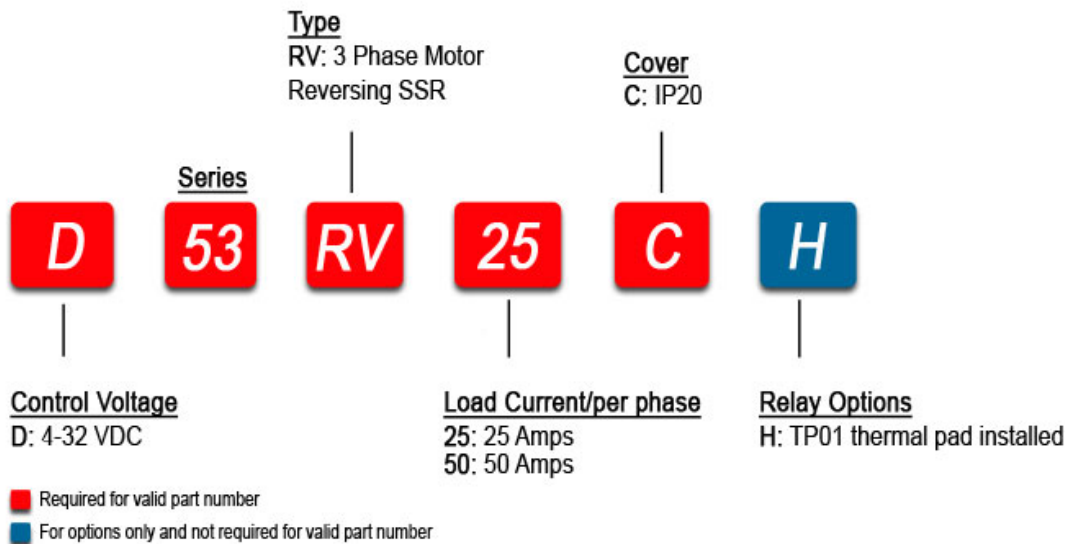 Type
RV: 3 Phase Motor
Reversing SSR
Cover
C: IP20
Series
D 53 RV 25 C H
Control Voltage
D: 4-32 VDC
Load Current/per phase
25: 25 Amps
50: 50 Amps
Relay Options
H: TP01 thermal pad installed
Required for valid part number
For options only and not required for valid part number